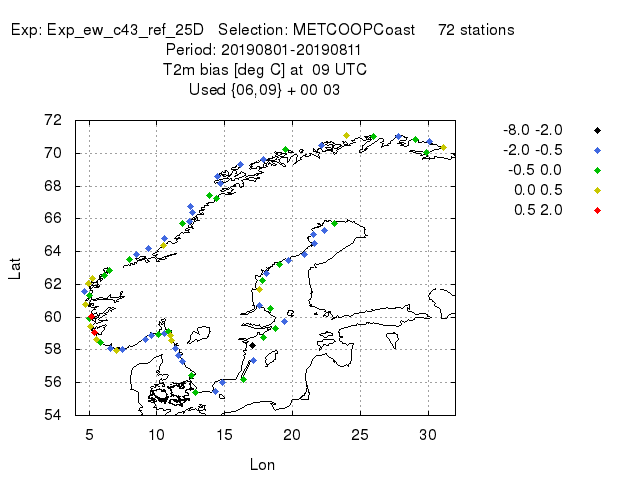 Exp: Exp_ew_c43_ref_25D   Selection: METCOOPCoast     72 stations
Period: 20190801-20190811
T2m bias [deg C] at  09 UTC
Used {06,09} + 00 03
72
70
68
66
64
62
60
58
56
54
5 10 15 20 25 30
Lat
Lon
-8.0 -2.0
-2.0 -0.5
-0.5 0.0
0.0 0.5
0.5 2.0